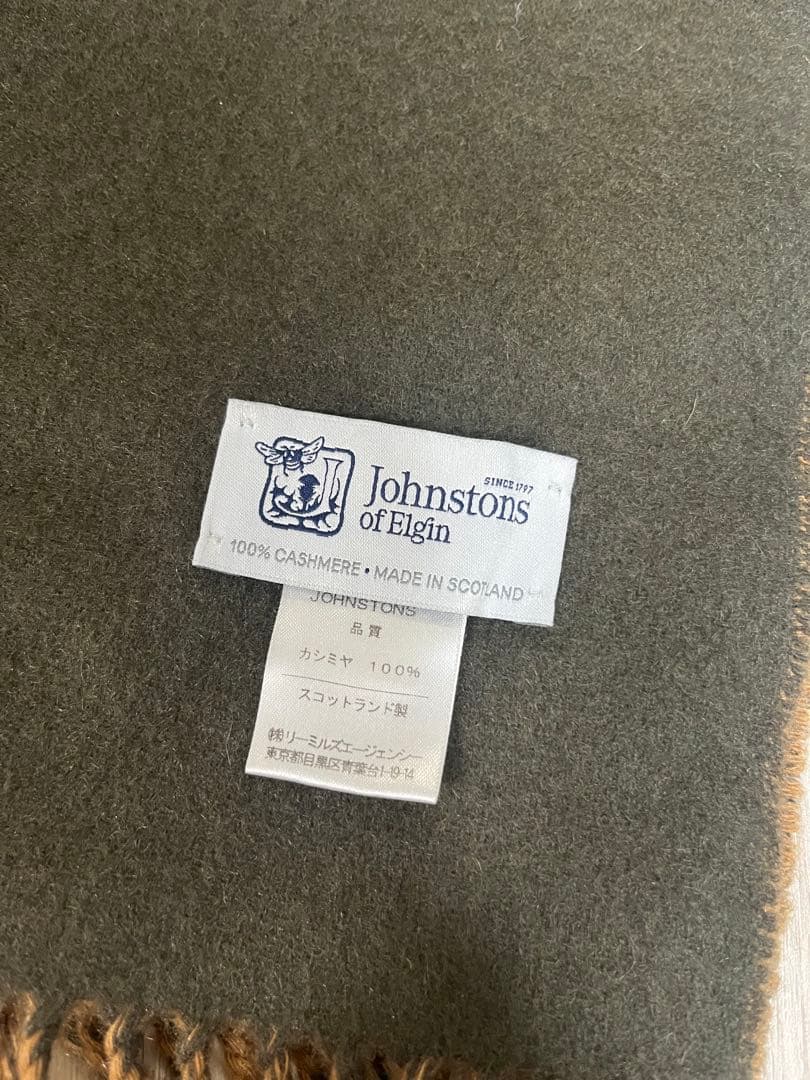 SINCE 1797
Johnstons
of Elgin
100% CASHMERE • MADE IN SCOTLAND
JOHNSTONS
品質
カシミヤ 100%
スコットランド製
㈱リーミルズエージェンシー
東京都目黒区青葉台1-19-14